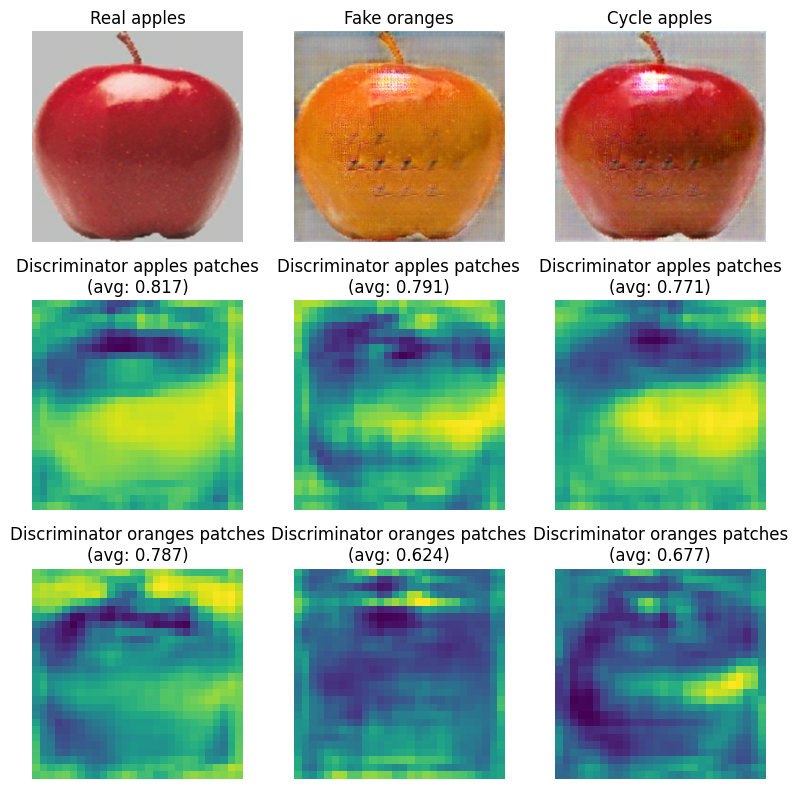 Real apples
Fake oranges
Cycle apples
Discriminator apples patches
(avg: 0.817)
Discriminator apples patches
(avg: 0.791)
Discriminator apples patches
(avg: 0.771)
Discriminator oranges patches
(avg: 0.787)
Discriminator oranges patches
(avg: 0.624)
Discriminator oranges patches
(avg: 0.677)